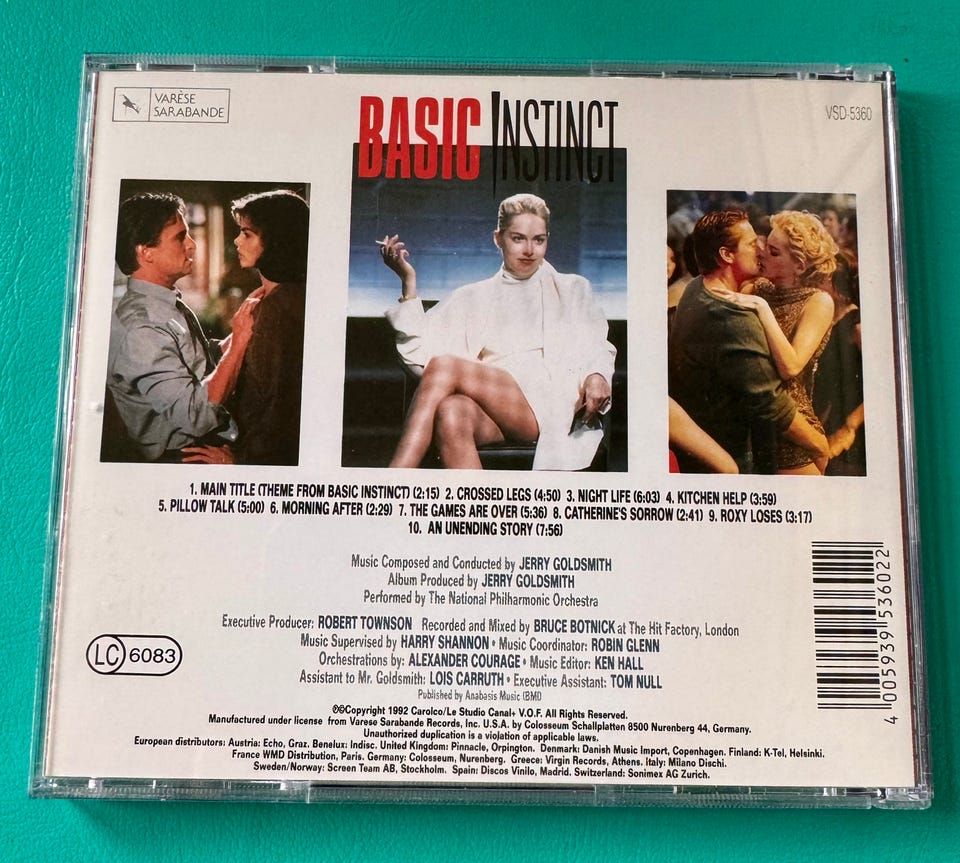 VARÈSE
SARABANDE
BASIC INSTINCT
VSD-5360
1. MAIN TITLE (THEME FROM BASIC INSTINCT) (2:15) 2. CROSSED LEGS (4:50) 3. NIGHT LIFE (6:03) 4. KITCHEN HELP (3:59)
5. PILLOW TALK (5:00) 6. MORNING AFTER (2:29) 7. THE GAMES ARE OVER (5:36) 8. CATHERINE'S SORROW (2:41) 9. ROXY LOSES (3:17)
10. AN UNENDING STORY (7:56)
Music Composed and Conducted by JERRY GOLDSMITH
Album Produced by JERRY GOLDSMITH
Performed by The National Philharmonic Orchestra
Executive Producer: ROBERT TOWNSON Recorded and Mixed by BRUCE BOTNICK at The Hit Factory, London
Music Supervised by HARRY SHANNON • Music Coordinator: ROBIN GLENN
Orchestrations by: ALEXANDER COURAGE • Music Editor: KEN HALL
Assistant to Mr. Goldsmith: LOIS CARRUTH • Executive Assistant: TOM NULL
Published by Anabasis Music (BMI)
LC 6083
℗©Copyright 1992 Carolco/Le Studio Canal+ V.O.F. All Rights Reserved.
Manufactured under license from Varese Sarabande Records, Inc. U.S.A. by Colosseum Schallplatten 8500 Nurenberg 44, Germany.
Unauthorized duplication is a violation of applicable laws.
European distributors: Austria: Echo, Graz. Benelux: Indisc. United Kingdom: Pinnacle, Orpington. Denmark: Danish Music Import, Copenhagen. Finland: K-Tel, Helsinki.
France WMD Distribution, Paris. Germany: Colosseum, Nurenberg. Greece: Virgin Records, Athens. Italy: Milano Dischi.
Sweden/Norway: Screen Team AB, Stockholm. Spain: Discos Vinilo, Madrid. Switzerland: Sonimex AG Zurich.
4 005939 536022